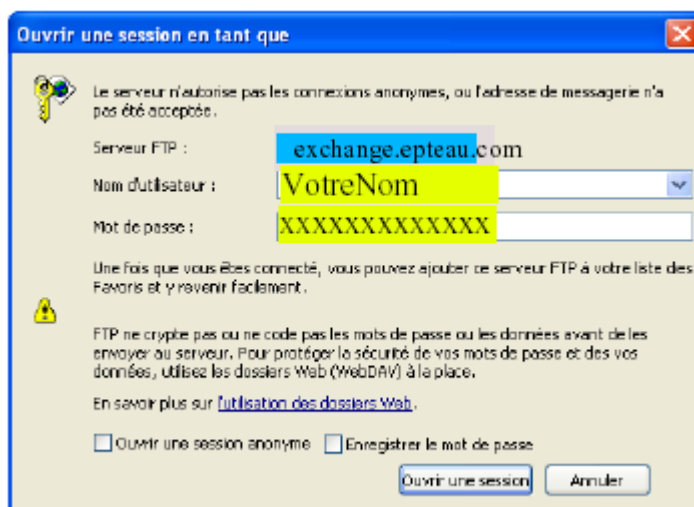 Ouvrir une session en tant que
Le serveur n'autorise pas les connexions anonymes, ou l'adresse de messagerie n'a
pas été acceptée.
Serveur FTP : exchange.epteau.com
Nom d'utilisateur : VotreNom
Mot de passe : XXXXXXXXXXXXX
Une fois que vous êtes connecté, vous pouvez ajouter ce serveur FTP à votre liste des
Favoris et y revenir facilement.
FTP ne crypte pas ou ne code pas les mots de passe ou les données avant de les
envoyer au serveur. Pour protéger la sécurité de vos mots de passe et des vos
données, utilisez les dossiers Web (WebDAV) à la place.
En savoir plus sur l'utilisation des dossiers Web.
Ouvrir une session anonyme Enregistrer le mot de passe
Ouvrir une session Annuler